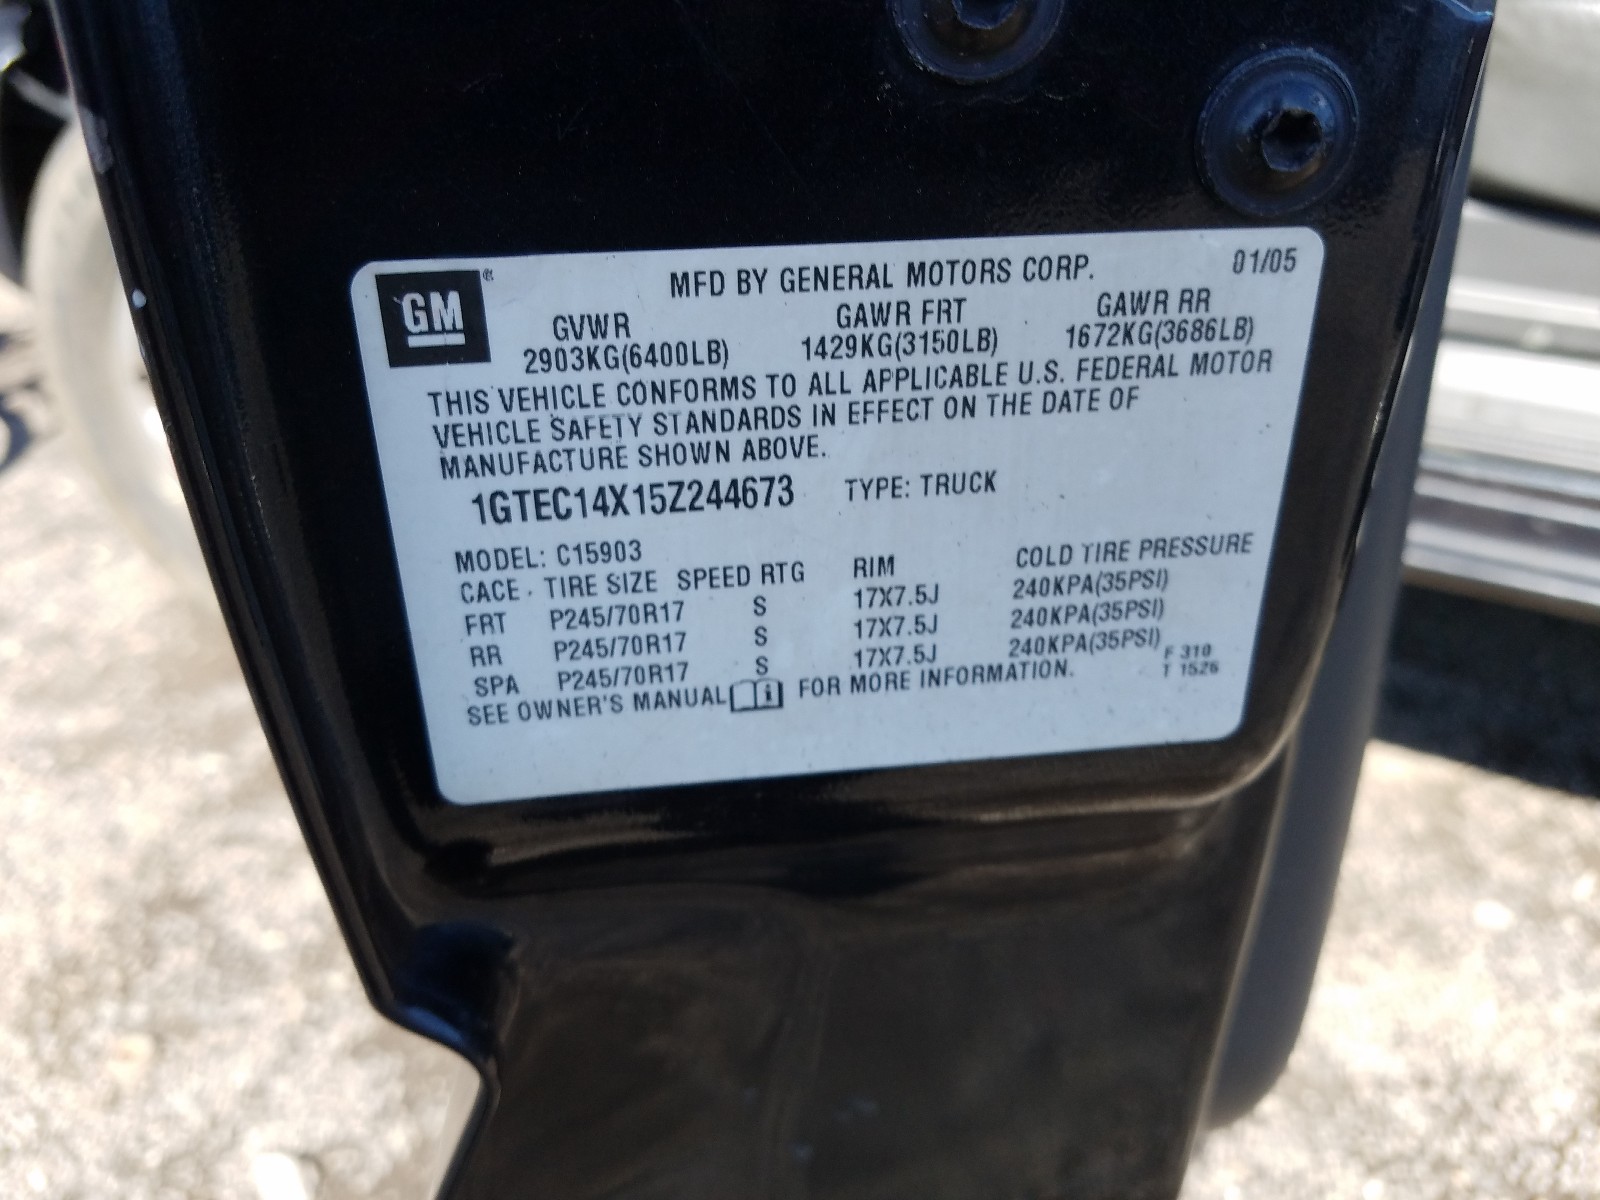 GM®
MFD BY GENERAL MOTORS CORP. 01/05
GVWR GAWR FRT GAWR RR
2903KG(6400LB) 1429KG(3150LB) 1672KG(3686LB)
THIS VEHICLE CONFORMS TO ALL APPLICABLE U.S. FEDERAL MOTOR
VEHICLE SAFETY STANDARDS IN EFFECT ON THE DATE OF
MANUFACTURE SHOWN ABOVE.
1GTEC14X15Z244673 TYPE: TRUCK
MODEL: C15903
CACE. TIRE SIZE SPEED RTG RIM COLD TIRE PRESSURE
FRT P245/70R17 S 17X7.5J 240KPA(35PSI)
RR P245/70R17 S 17X7.5J 240KPA(35PSI)
SPA P245/70R17 S 17X7.5J 240KPA(35PSI)
SEE OWNER'S MANUAL i FOR MORE INFORMATION.
F 310
T 1526